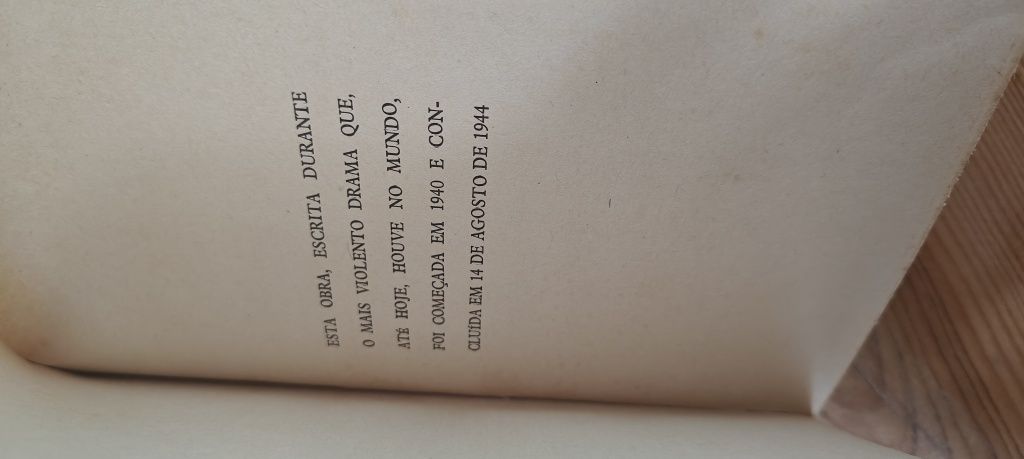 ESTA OBRA, ESCRITA DURANTE
O MAIS VIOLENTO DRAMA QUE,
ATÉ HOJE, HOUVE NO MUNDO,
FOI COMEÇADA EM 1940 E CON-
CLUÍDA EM 14 DE AGOSTO DE 1944